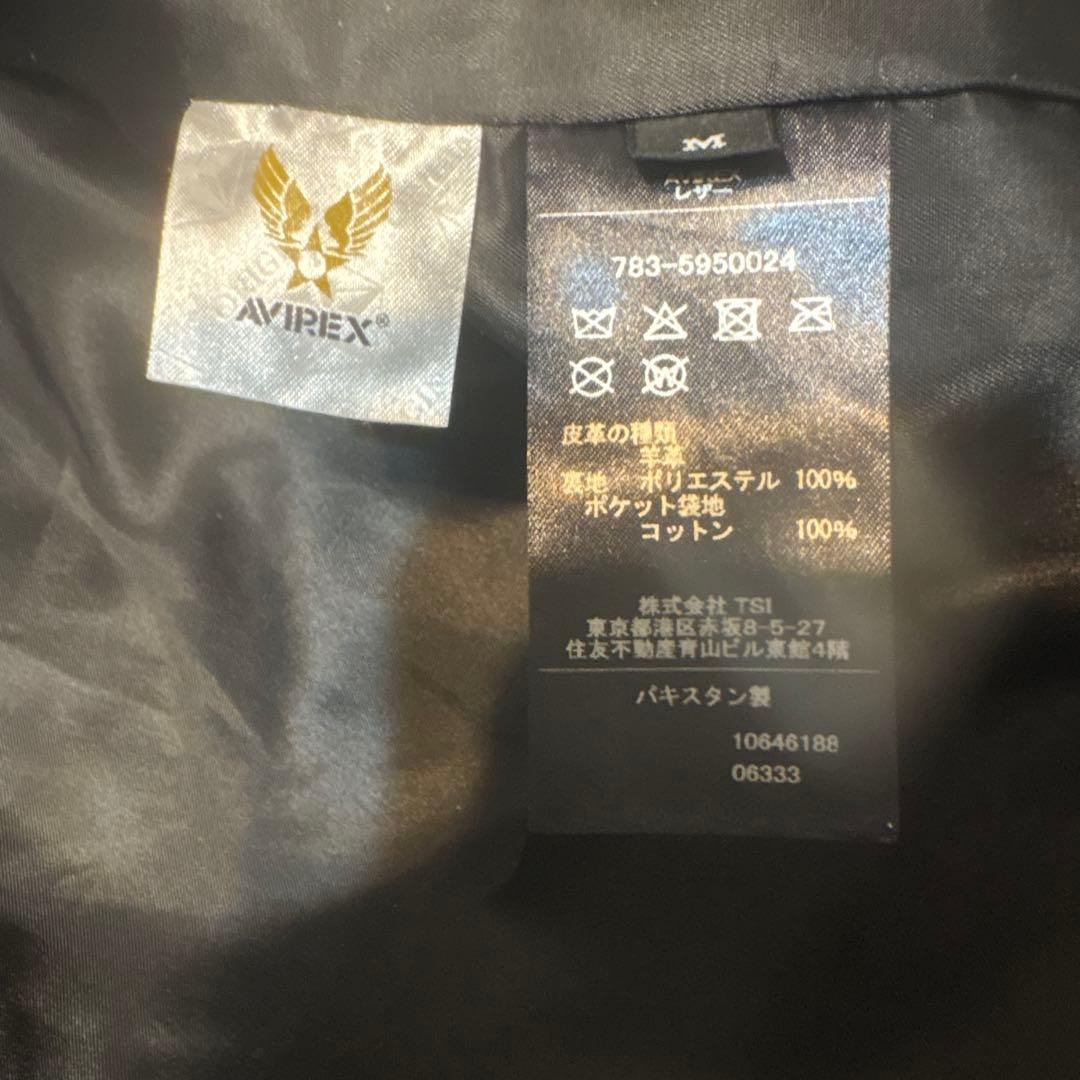 AVIREX®
M
AVIREX
レザー
783-5950024
W
皮革の種類
羊革
裏地 ポリエステル 100%
ポケット袋地
コットン 100%
株式会社 TSI
東京都港区赤坂8-5-27
住友不動産青山ビル東館4階
パキスタン製
10646188
06333